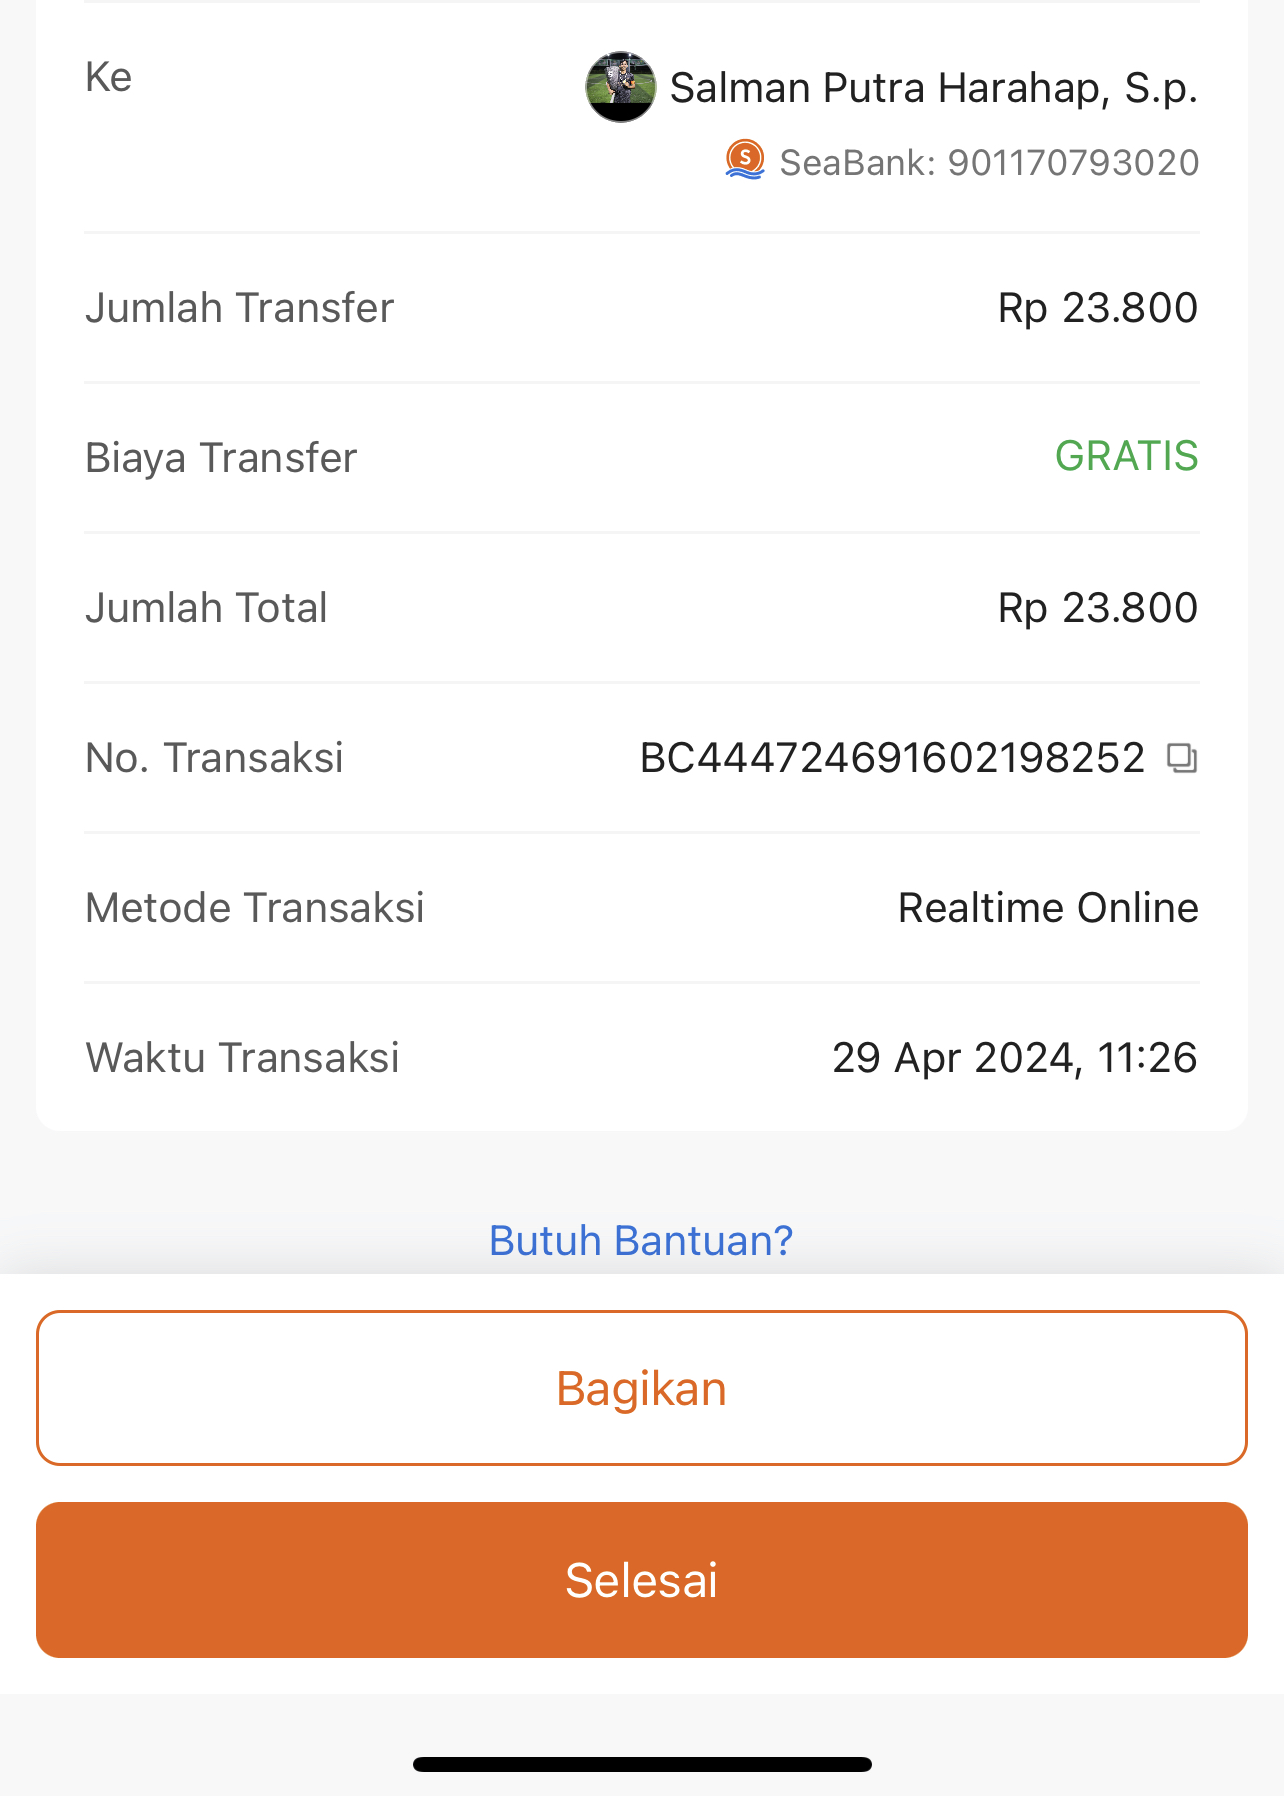 Ke
Salman Putra Harahap, S.p.
SeaBank: 901170793020
Jumlah Transfer Rp 23.800
Biaya Transfer GRATIS
Jumlah Total Rp 23.800
No. Transaksi BC444724691602198252
Metode Transaksi Realtime Online
Waktu Transaksi 29 Apr 2024, 11:26
Butuh Bantuan?
Bagikan
Selesai